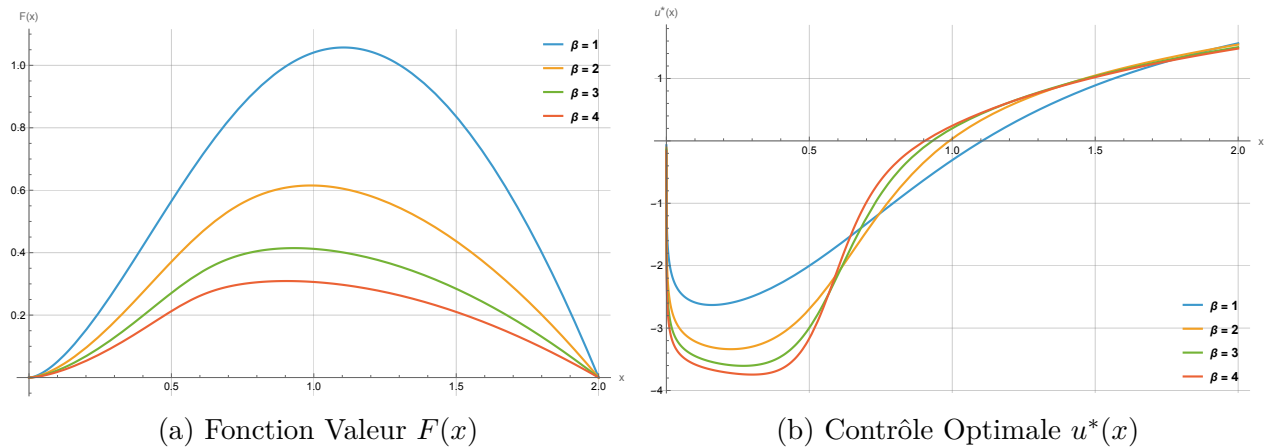 F(x)
1.0
0.8
0.6
0.4
0.2
0.5
1.0
1.5
2.0
x
β = 1
β = 2
β = 3
β = 4
(a) Fonction Valeur F(x)
u*(x)
1
-1
-2
-3
-4
0.5
1.0
1.5
2.0
x
β = 1
β = 2
β = 3
β = 4
(b) Contrôle Optimale u*(x)